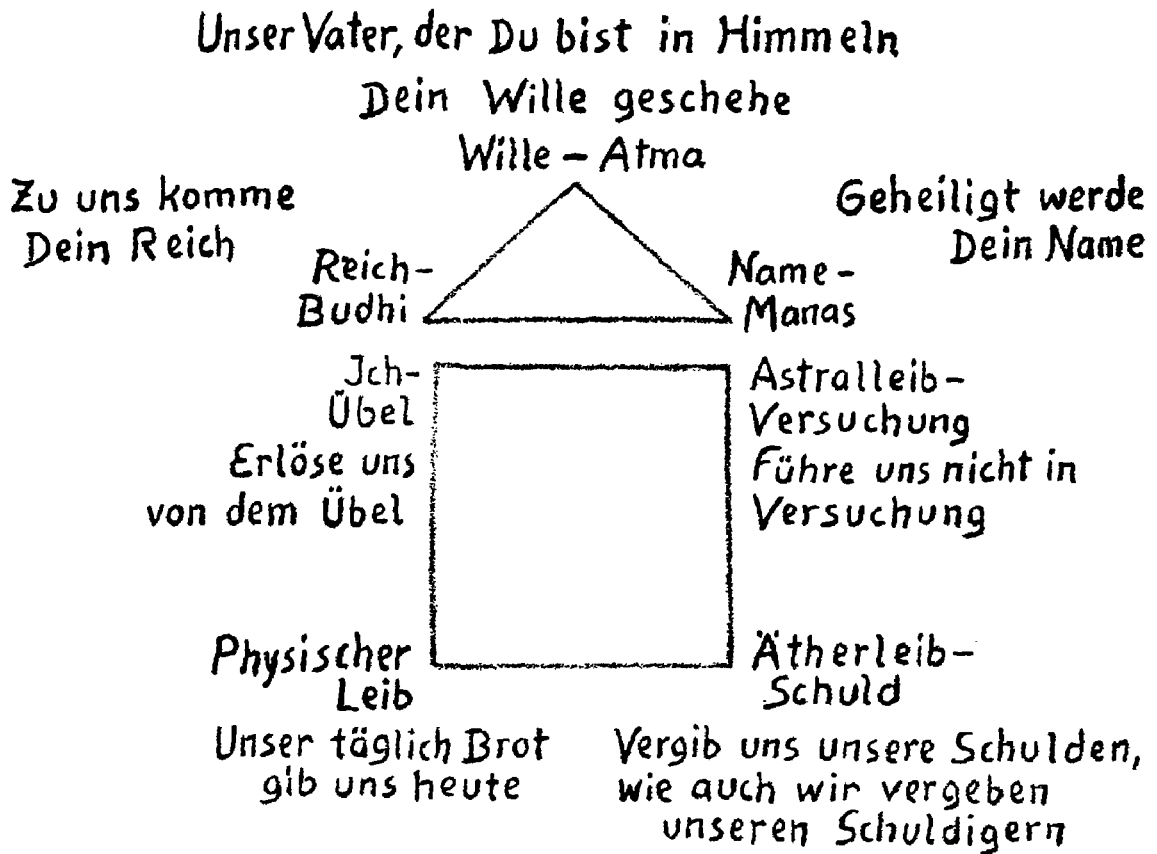 Unser Vater, der Du bist in Himmeln
Dein Wille geschehe
Wille – Atma
Zu uns komme
Dein Reich
Geheiligt werde
Dein Name
Reich–
Budhi
Name–
Manas
Ich–
Übel
Erlöse uns
von dem Übel
Astralleib–
Versuchung
Führe uns nicht in
Versuchung
Physischer
Leib
Unser täglich Brot
gib uns heute
Ätherleib–
Schuld
Vergib uns unsere Schulden,
wie auch wir vergeben
unseren Schuldigern